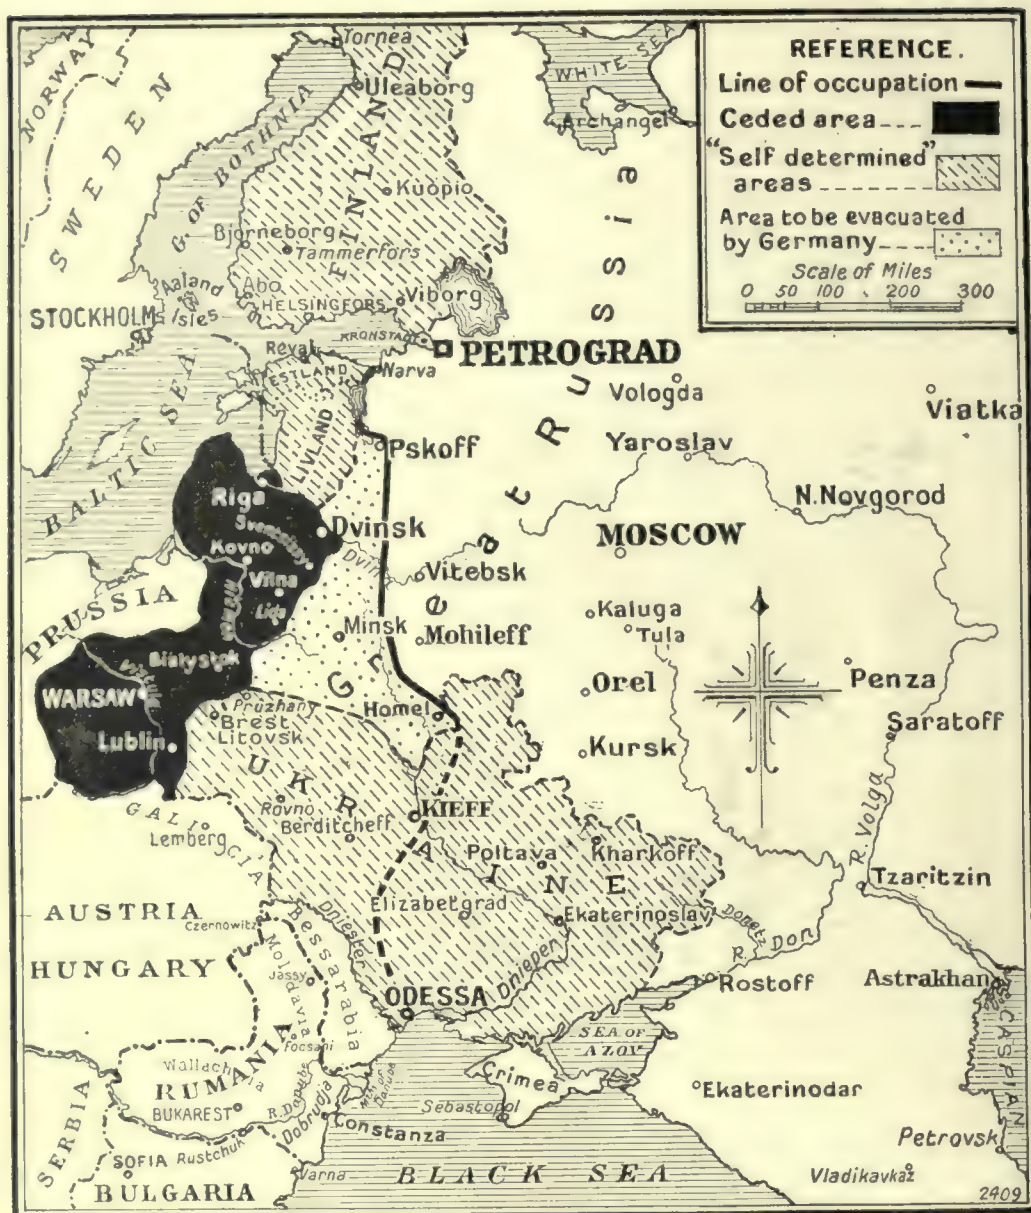 REFERENCE.
Line of occupation
Ceded area
"Self determined"
areas
Area to be evacuated
by Germany
Scale of Miles
0 50 100 200 300
NORWAY
SWEDEN
G. OF BOTHNIA
Tornea
Uleaborg
FINLAND
Kuopio
Bjorneborg
Tammerfors
Aaland
Isles
Abo
HELSINGFORS
Viborg
WHITE SEA
Archangel
STOCKHOLM
KRONSTADT
PETROGRAD
Reval
ESTLAND
Narva
LIVLAND
BALTIC SEA
Great Russia
Vologda
Viatka
Pskoff
Yaroslav
N.Novgorod
Riga
Dvinsk
MOSCOW
Kovno
Dvina
Vitebsk
Vilna
Lida
Niemen
PRUSSIA
Minsk
Mohileff
Kaluga
Tula
Bialystok
WARSAW
Vistula
Pruzhany
Brest
Litovsk
Homel
Orel
Penza
Lublin
Kursk
Saratoff
UKRAINE
GALICIA
Lemberg
Rovno
Berditcheff
KIEFF
Poltava
Kharkoff
R. Volga
Tzaritzin
AUSTRIA
HUNGARY
Czernowitz
Elizabetgrad
Ekaterinoslav
Donetz
R. Don
Dniester
Dnieper
Bessarabia
Moldavia
Jassy
ODESSA
Rostoff
Astrakhan
Focsani
SEA OF
AZOV
CASPIAN
Wallachia
RUMANIA
BUKAREST
R. Danube
Dobrudja
Crimea
Sebastopol
Ekaterinodar
SERBIA
SOFIA
Rustchuk
Constanza
Varna
BULGARIA
BLACK SEA
Petrovsk
Vladikavkaz
2409